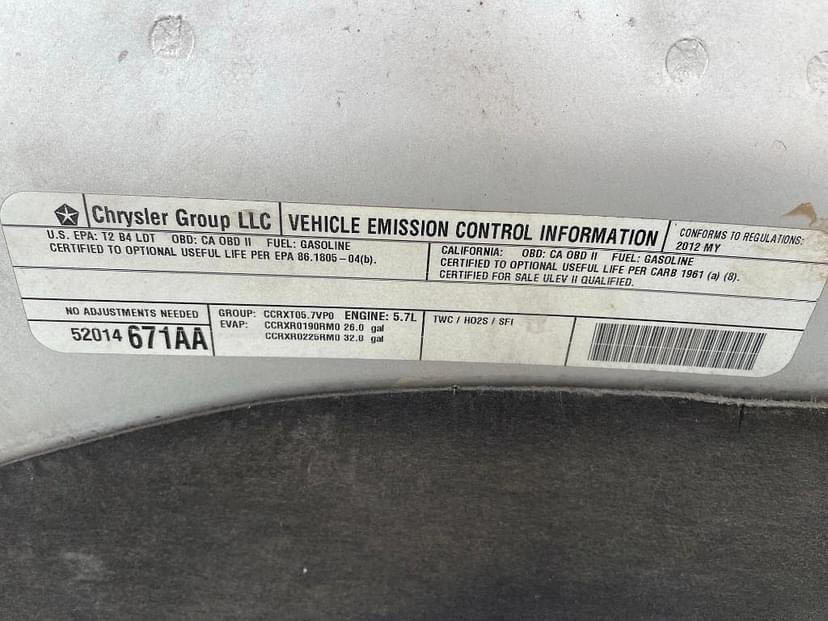 Chrysler Group LLC
VEHICLE EMISSION CONTROL INFORMATION
CONFORMS TO REGULATIONS:
2012 MY
U.S. EPA: T2 B4 LDT OBD: CA OBD II FUEL: GASOLINE
CERTIFIED TO OPTIONAL USEFUL LIFE PER EPA 86.1805-04(b).
CALIFORNIA: OBD: CA OBD II FUEL: GASOLINE
CERTIFIED TO OPTIONAL USEFUL LIFE PER CARB 1961 (a) (8).
CERTIFIED FOR SALE ULEV II QUALIFIED.
NO ADJUSTMENTS NEEDED
52014 671AA
GROUP: CCRXT05.7VP0 ENGINE: 5.7L
EVAP: CCRXR0190RM0 26.0 gal
CCRXR0225RM0 32.0 gal
TWC / HO2S / SFI